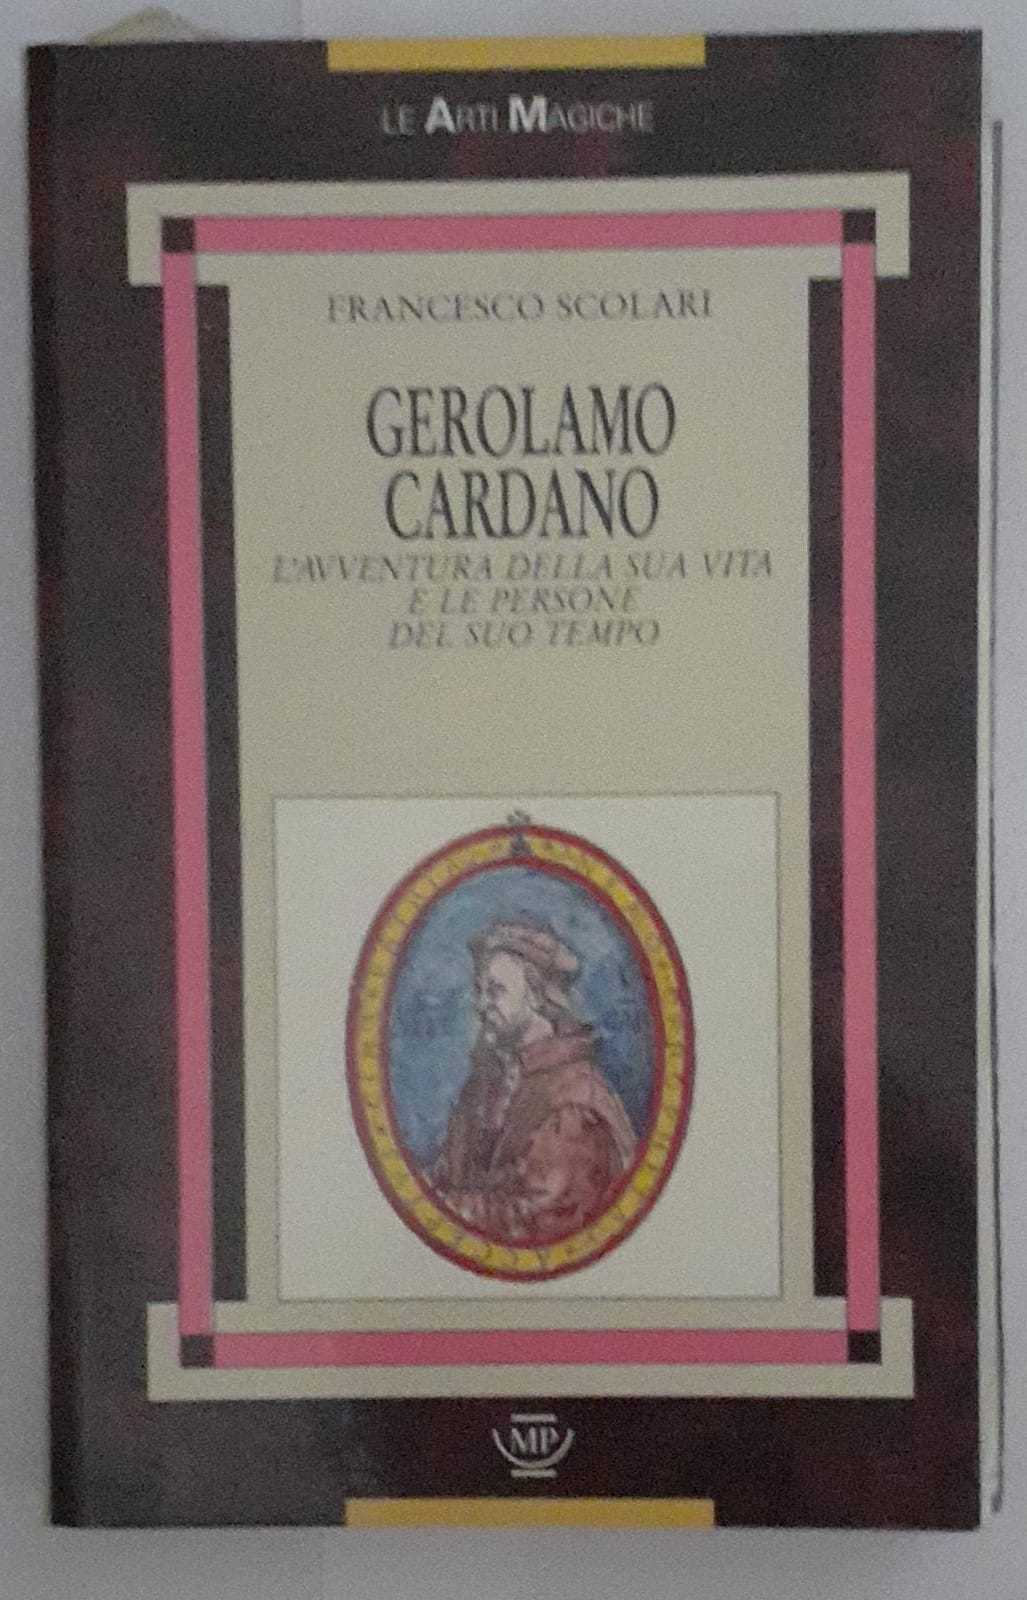 LE ARTI MAGICHE
FRANCESCO SCOLARI
GEROLAMO
CARDANO
L'AVVENTURA DELLA SUA VITA
E LE PERSONE
DEL SUO TEMPO
MP